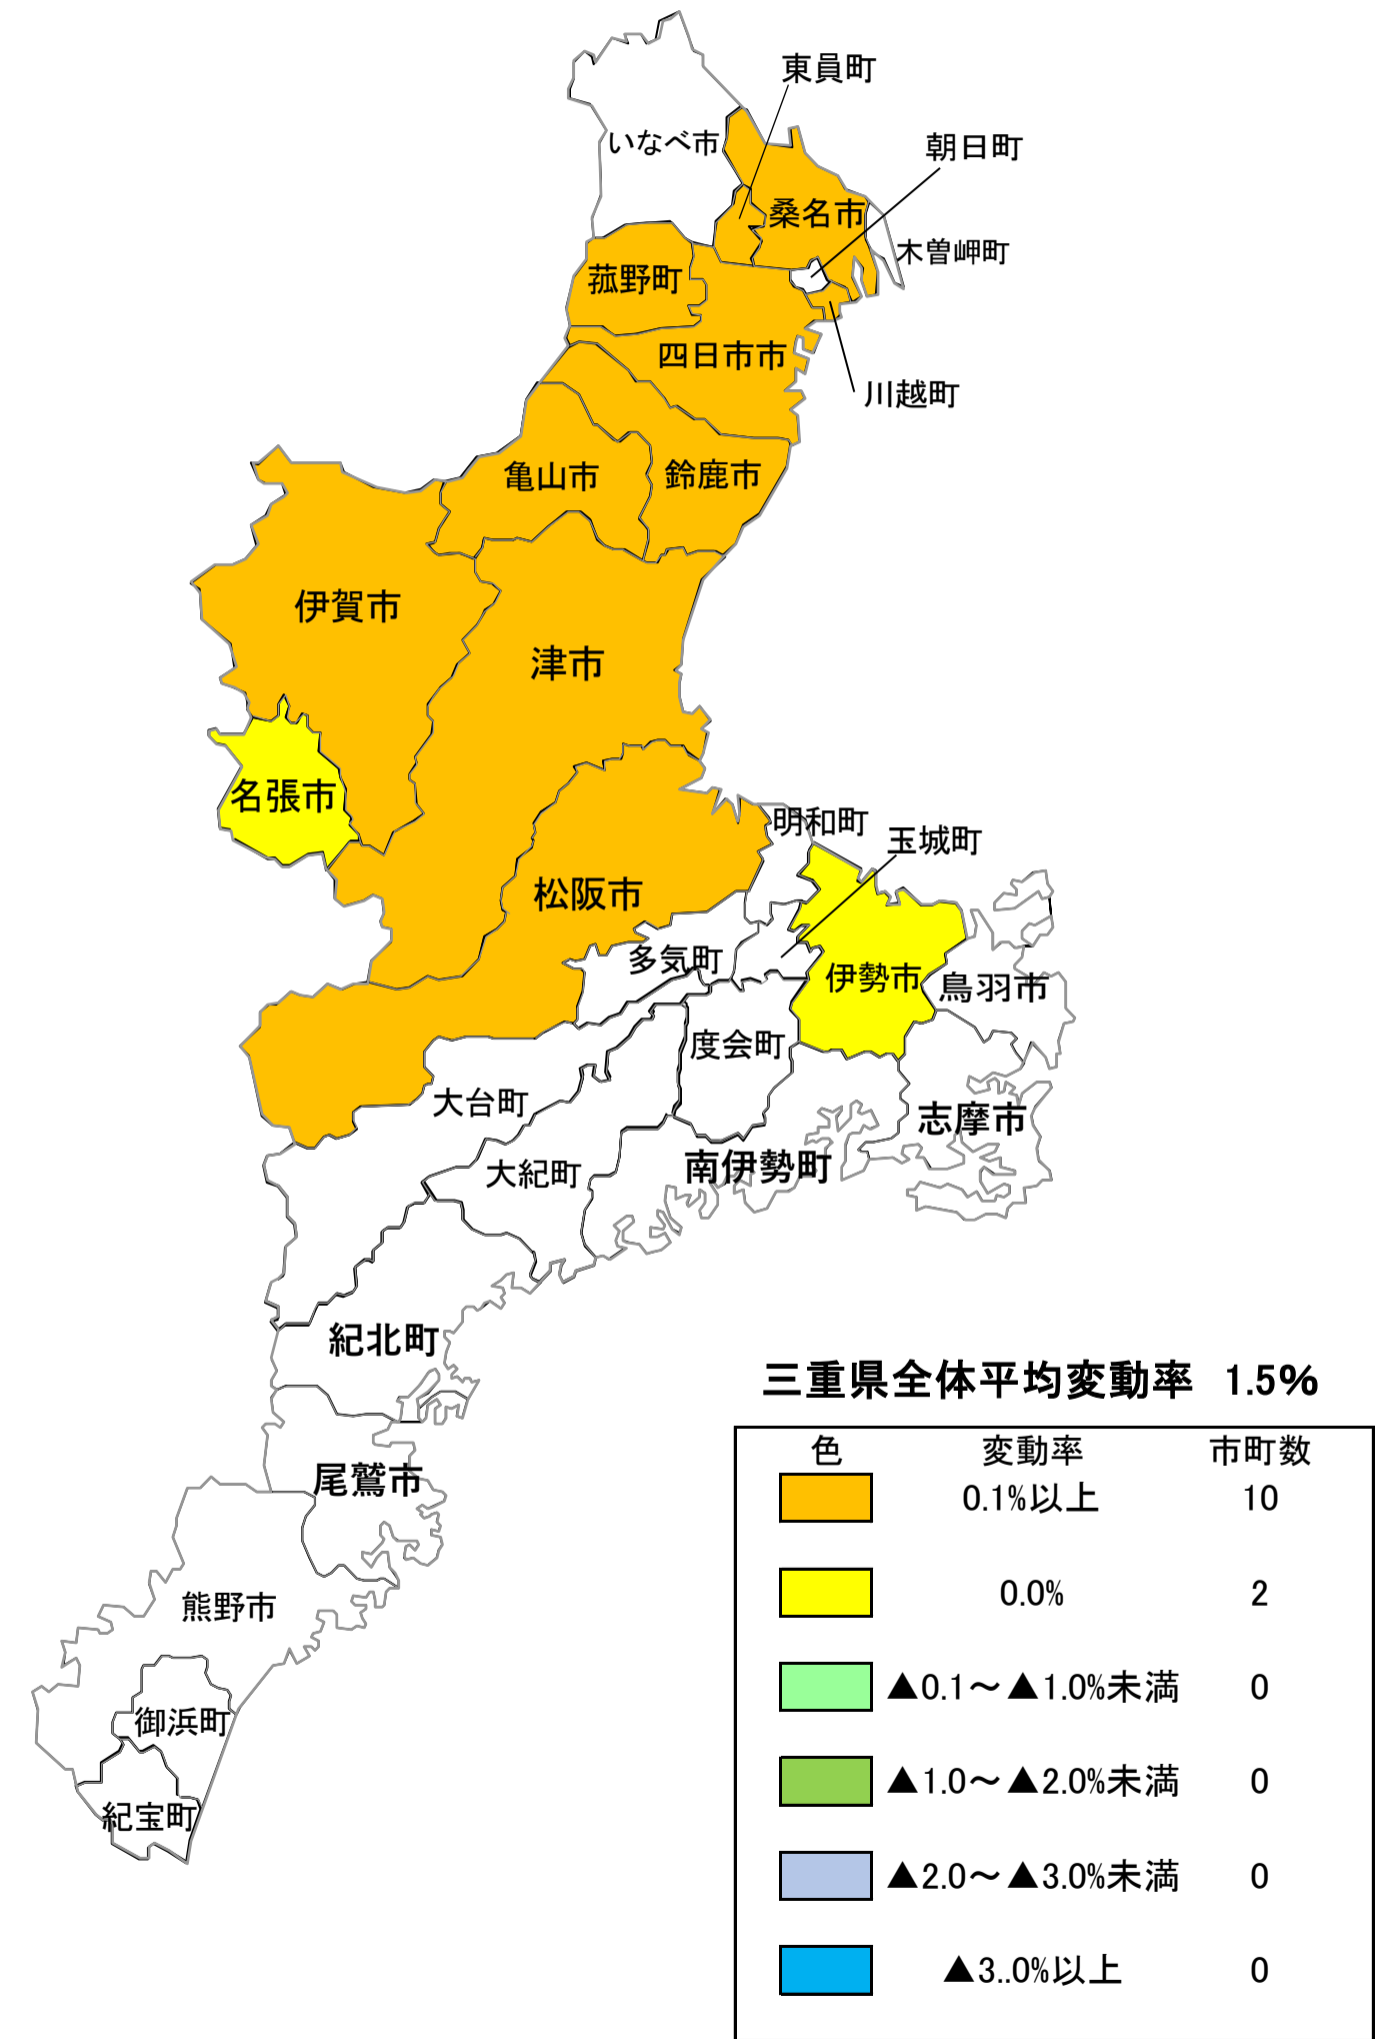 東員町
いなべ市
朝日町
桑名市
木曽岬町
菰野町
四日市市
川越町
亀山市
鈴鹿市
伊賀市
津市
名張市
明和町
玉城町
松阪市
多気町
伊勢市
鳥羽市
度会町
大台町
志摩市
大紀町
南伊勢町
紀北町
三重県全体平均変動率 1.5%
色 変動率 市町数
0.1%以上 10
尾鷲市
0.0% 2
熊野市
▲0.1~▲1.0%未満 0
御浜町
▲1.0~▲2.0%未満 0
紀宝町
▲2.0~▲3.0%未満 0
▲3..0%以上 0